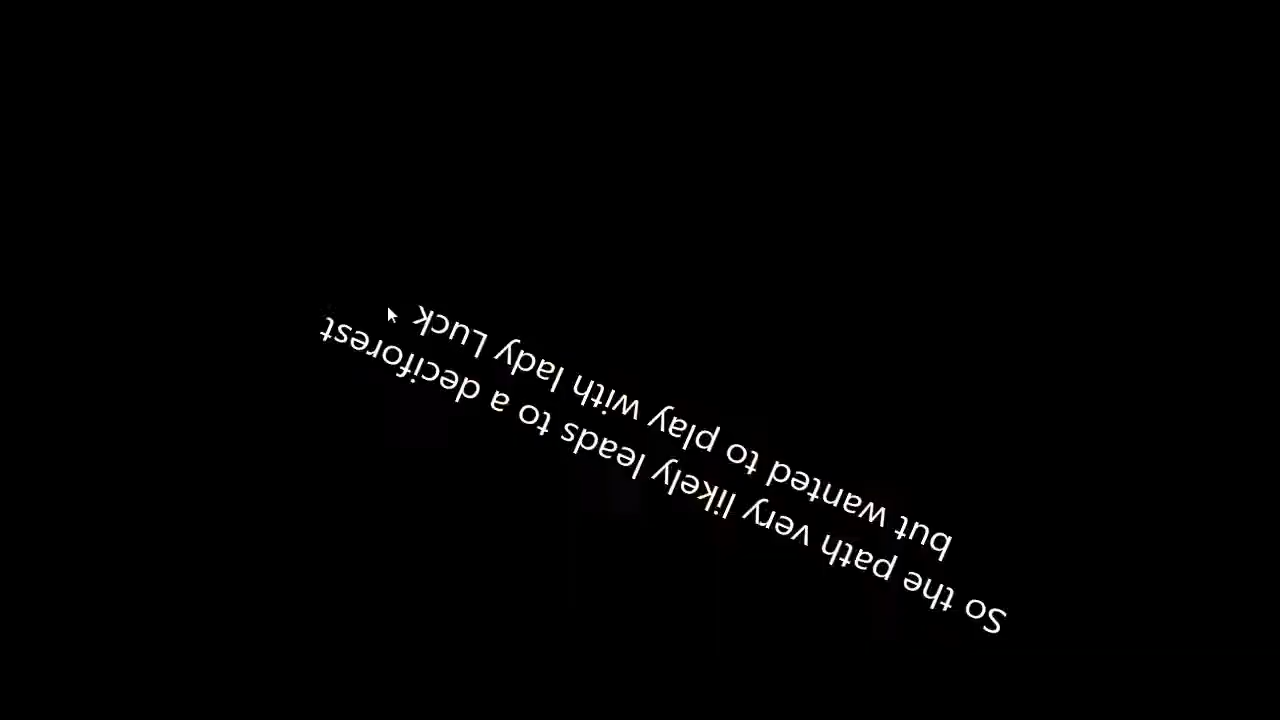 So the path very likely leads to a deciforest
but wanted to play with lady Luck